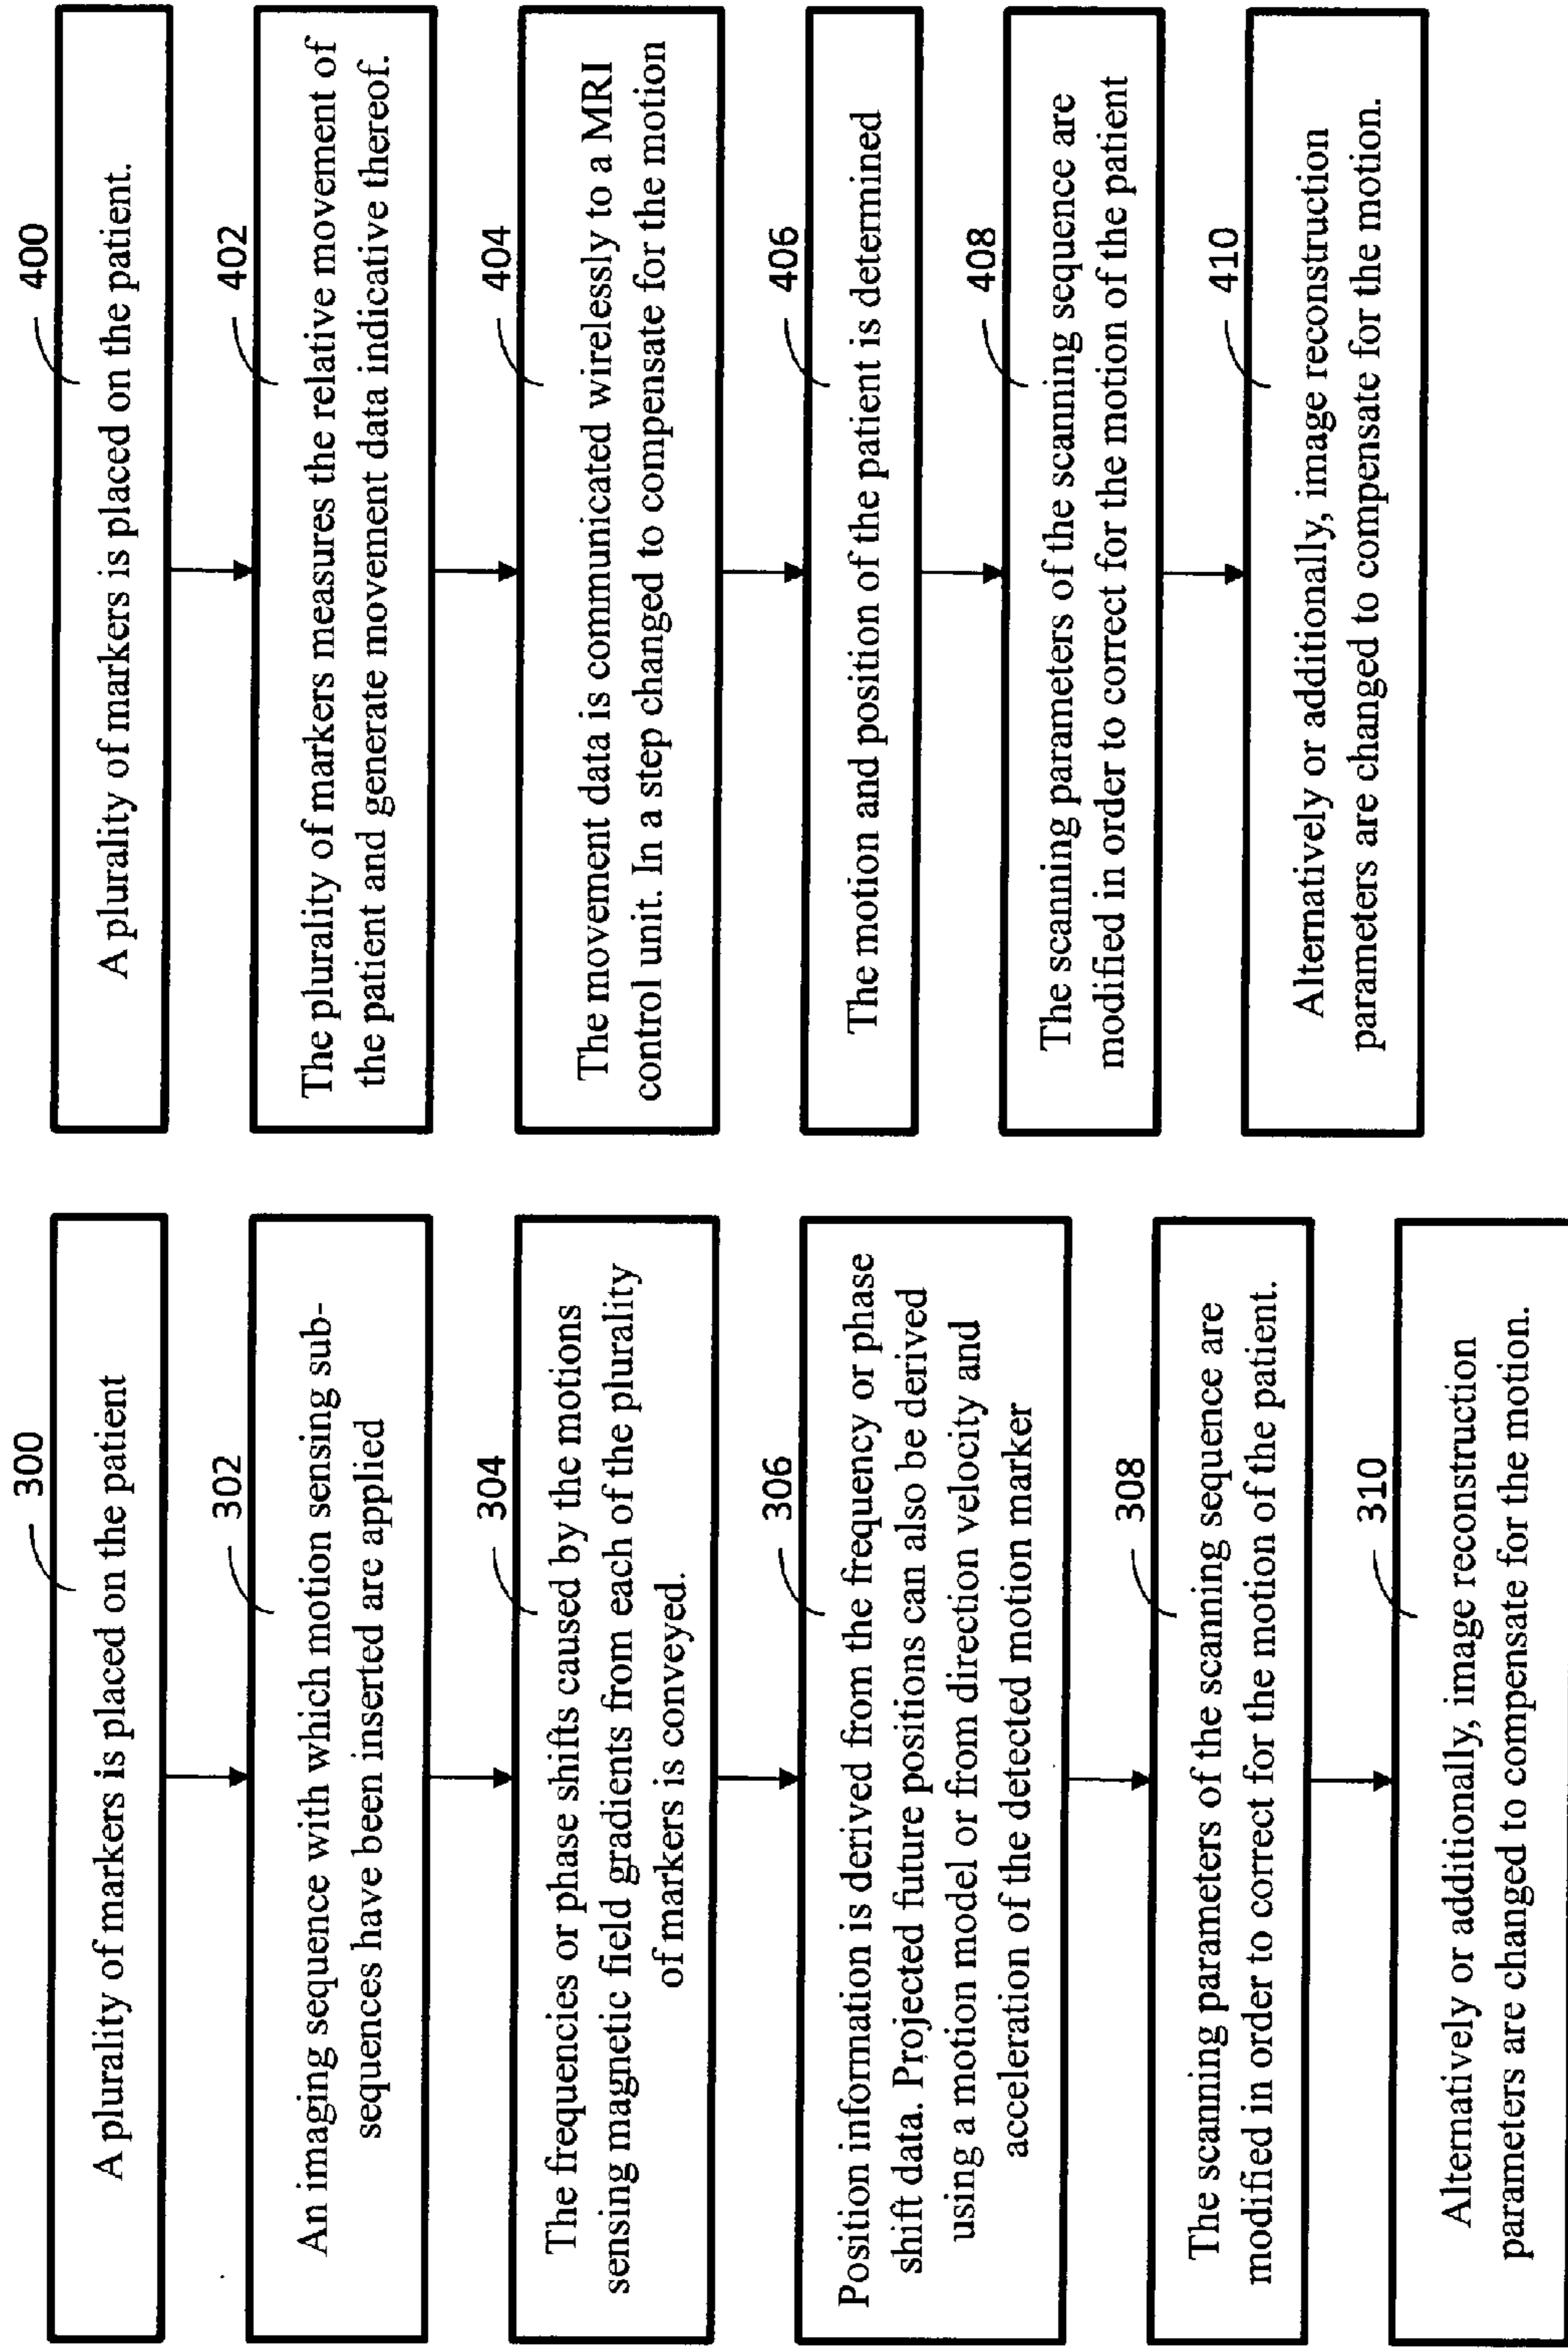 300
A plurality of markers is placed on the patient
302
An imaging sequence with which motion sensing sub-
sequences have been inserted are applied
304
The frequencies or phase shifts caused by the motions
sensing magnetic field gradients from each of the plurality
of markers is conveyed.
306
Position information is derived from the frequency or phase
shift data. Projected future positions can also be derived
using a motion model or from direction velocity and
acceleration of the detected motion marker
308
The scanning parameters of the scanning sequence are
modified in order to correct for the motion of the patient.
310
Alternatively or additionally, image reconstruction
parameters are changed to compensate for the motion.
400
A plurality of markers is placed on the patient.
402
The plurality of markers measures the relative movement of
the patient and generate movement data indicative thereof.
404
The movement data is communicated wirelessly to a MRI
control unit. In a step changed to compensate for the motion
406
The motion and position of the patient is determined
408
The scanning parameters of the scanning sequence are
modified in order to correct for the motion of the patient
410
Alternatively or additionally, image reconstruction
parameters are changed to compensate for the motion.